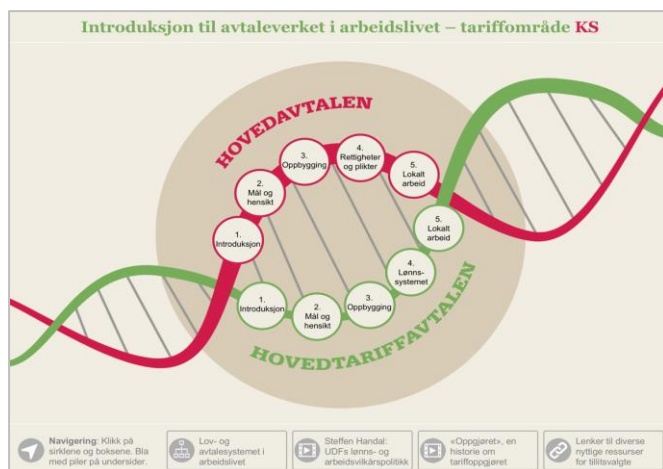 Introduksjon til avtaleverket i arbeidslivet – tariffområde KS
HOVEDAVTALEN
1.
Introduksjon
2.
Mål og
hensikt
3.
Oppbygging
4.
Rettigheter
og plikter
5.
Lokalt
arbeid
1.
Introduksjon
2.
Mål og
hensikt
3.
Oppbygging
4.
Lønns-
systemet
5.
Lokalt
arbeid
HOVEDTARIFFAVTALEN
Navigering: Klikk på
sirklene og boksene. Bla
med piler på undersider.
Lov- og
avtalesystemet i
arbeidslivet
Steffen Handal:
UDFs lønns- og
arbeidsvilkårspolitikk
«Oppgjøret», en
historie om
tariffoppgjøret
Lenker til diverse
nyttige ressurser
for tillitsvalgte